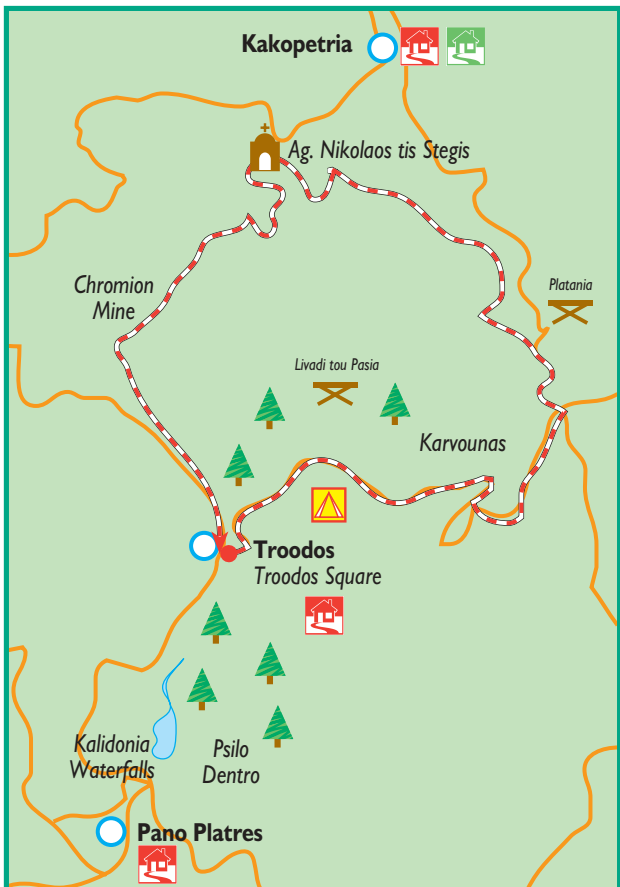 Kakopetria
Ag. Nikolaos tis Stegis
Chromion
Mine
Platania
Livadi tou Pasia
Karvounas
Troodos
Troodos Square
Kalidonia
Waterfalls
Psilo
Dentro
Pano Platres